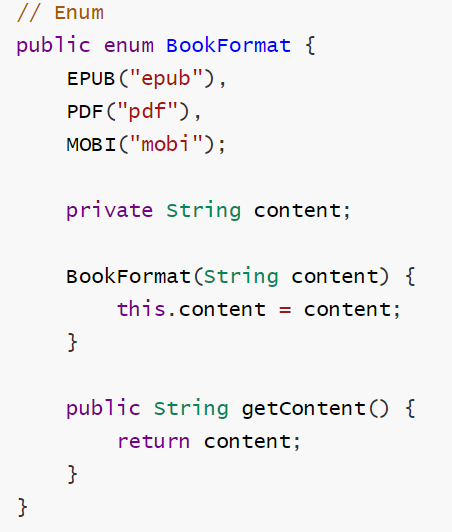 // Enum
public enum BookFormat {
    EPUB("epub"),
    PDF("pdf"),
    MOBI("mobi");

    private String content;

    BookFormat(String content) {
        this.content = content;
    }

    public String getContent() {
        return content;
    }
}